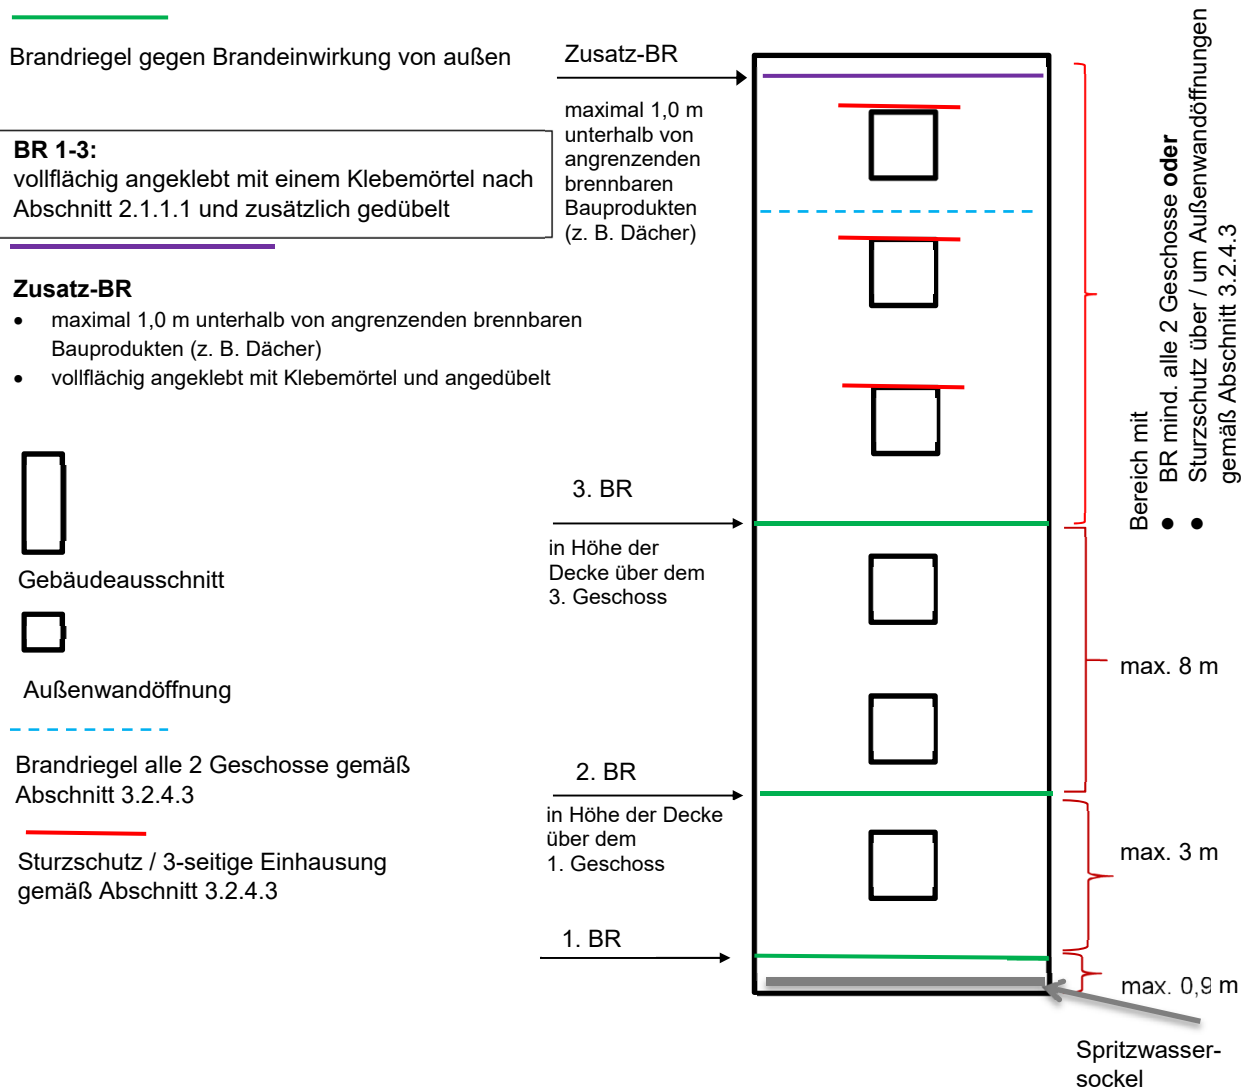 Brandriegel gegen Brandeinwirkung von außen
BR 1-3:
vollflächig angeklebt mit einem Klebemörtel nach
Abschnitt 2.1.1.1 und zusätzlich gedübelt
Zusatz-BR
• maximal 1,0 m unterhalb von angrenzenden brennbaren
Bauprodukten (z. B. Dächer)
• vollflächig angeklebt mit Klebemörtel und angedübelt
Gebäudeausschnitt
Außenwandöffnung
Brandriegel alle 2 Geschosse gemäß
Abschnitt 3.2.4.3
Sturzschutz / 3-seitige Einhausung
gemäß Abschnitt 3.2.4.3
Zusatz-BR
maximal 1,0 m
unterhalb von
angrenzenden
brennbaren
Bauprodukten
(z. B. Dächer)
3. BR
in Höhe der
Decke über dem
3. Geschoss
2. BR
in Höhe der Decke
über dem
1. Geschoss
1. BR
Bereich mit
• BR mind. alle 2 Geschosse oder
• Sturzschutz über / um Außenwandöffnungen
gemäß Abschnitt 3.2.4.3
max. 8 m
max. 3 m
max. 0,9 m
Spritzwasser-
sockel